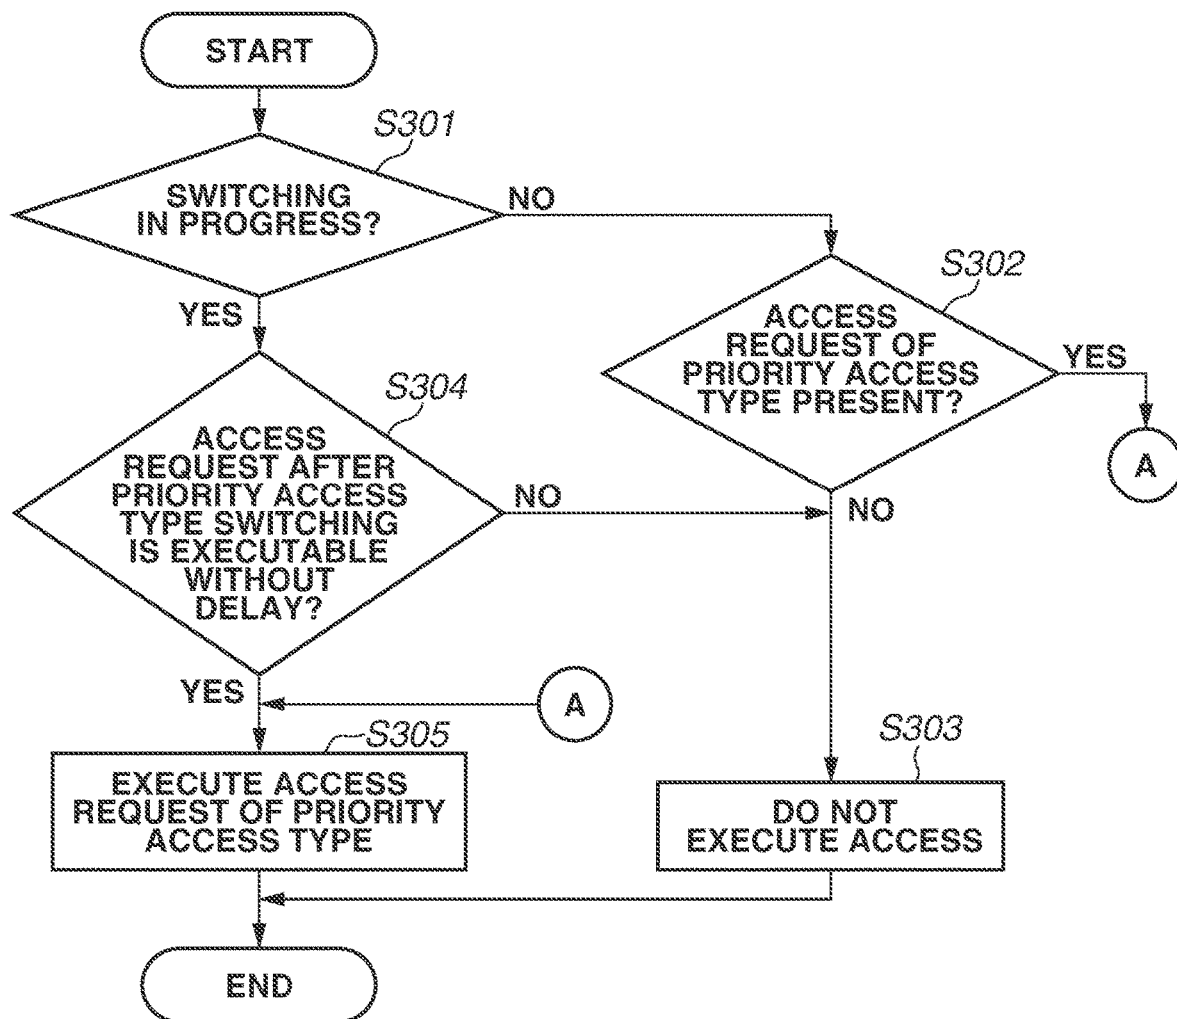 START
S301
SWITCHING
IN PROGRESS?
NO
YES
S302
ACCESS
REQUEST OF
PRIORITY ACCESS
TYPE PRESENT?
YES
A
NO
S304
ACCESS
REQUEST AFTER
PRIORITY ACCESS
TYPE SWITCHING
IS EXECUTABLE
WITHOUT
DELAY?
NO
YES
A
S305
EXECUTE ACCESS
REQUEST OF PRIORITY
ACCESS TYPE
S303
DO NOT
EXECUTE ACCESS
END